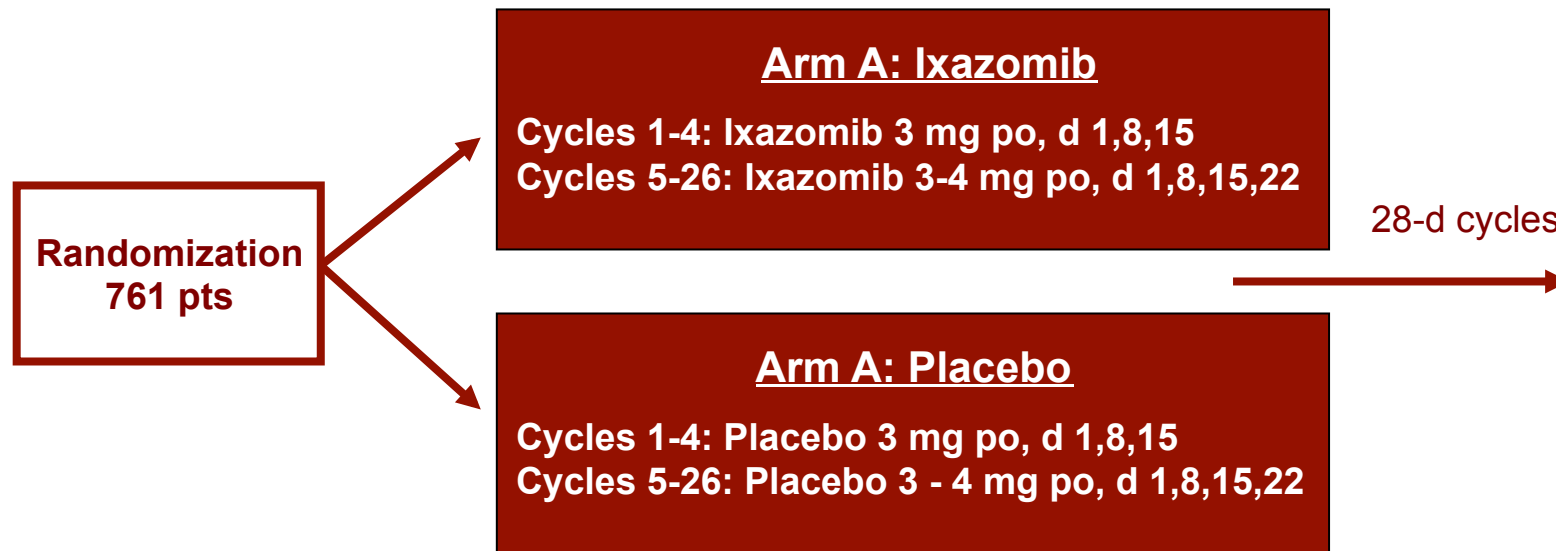 Randomization
761 pts
Arm A: Ixazomib
Cycles 1-4: Ixazomib 3 mg po, d 1,8,15
Cycles 5-26: Ixazomib 3-4 mg po, d 1,8,15,22
Arm A: Placebo
Cycles 1-4: Placebo 3 mg po, d 1,8,15
Cycles 5-26: Placebo 3 - 4 mg po, d 1,8,15,22
28-d cycles